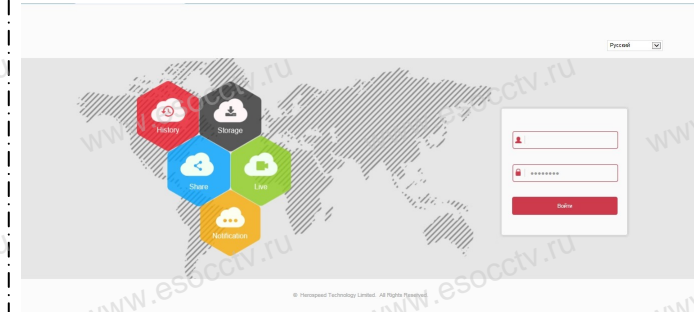 Русский
History
Storage
Share
Live
Notification
Войти
® Herospeed Technology Limited. All Rights Reserved.
www.esocctv.ru
www.esocctv.ru
www.esocctv.ru
www.esocctv.ru